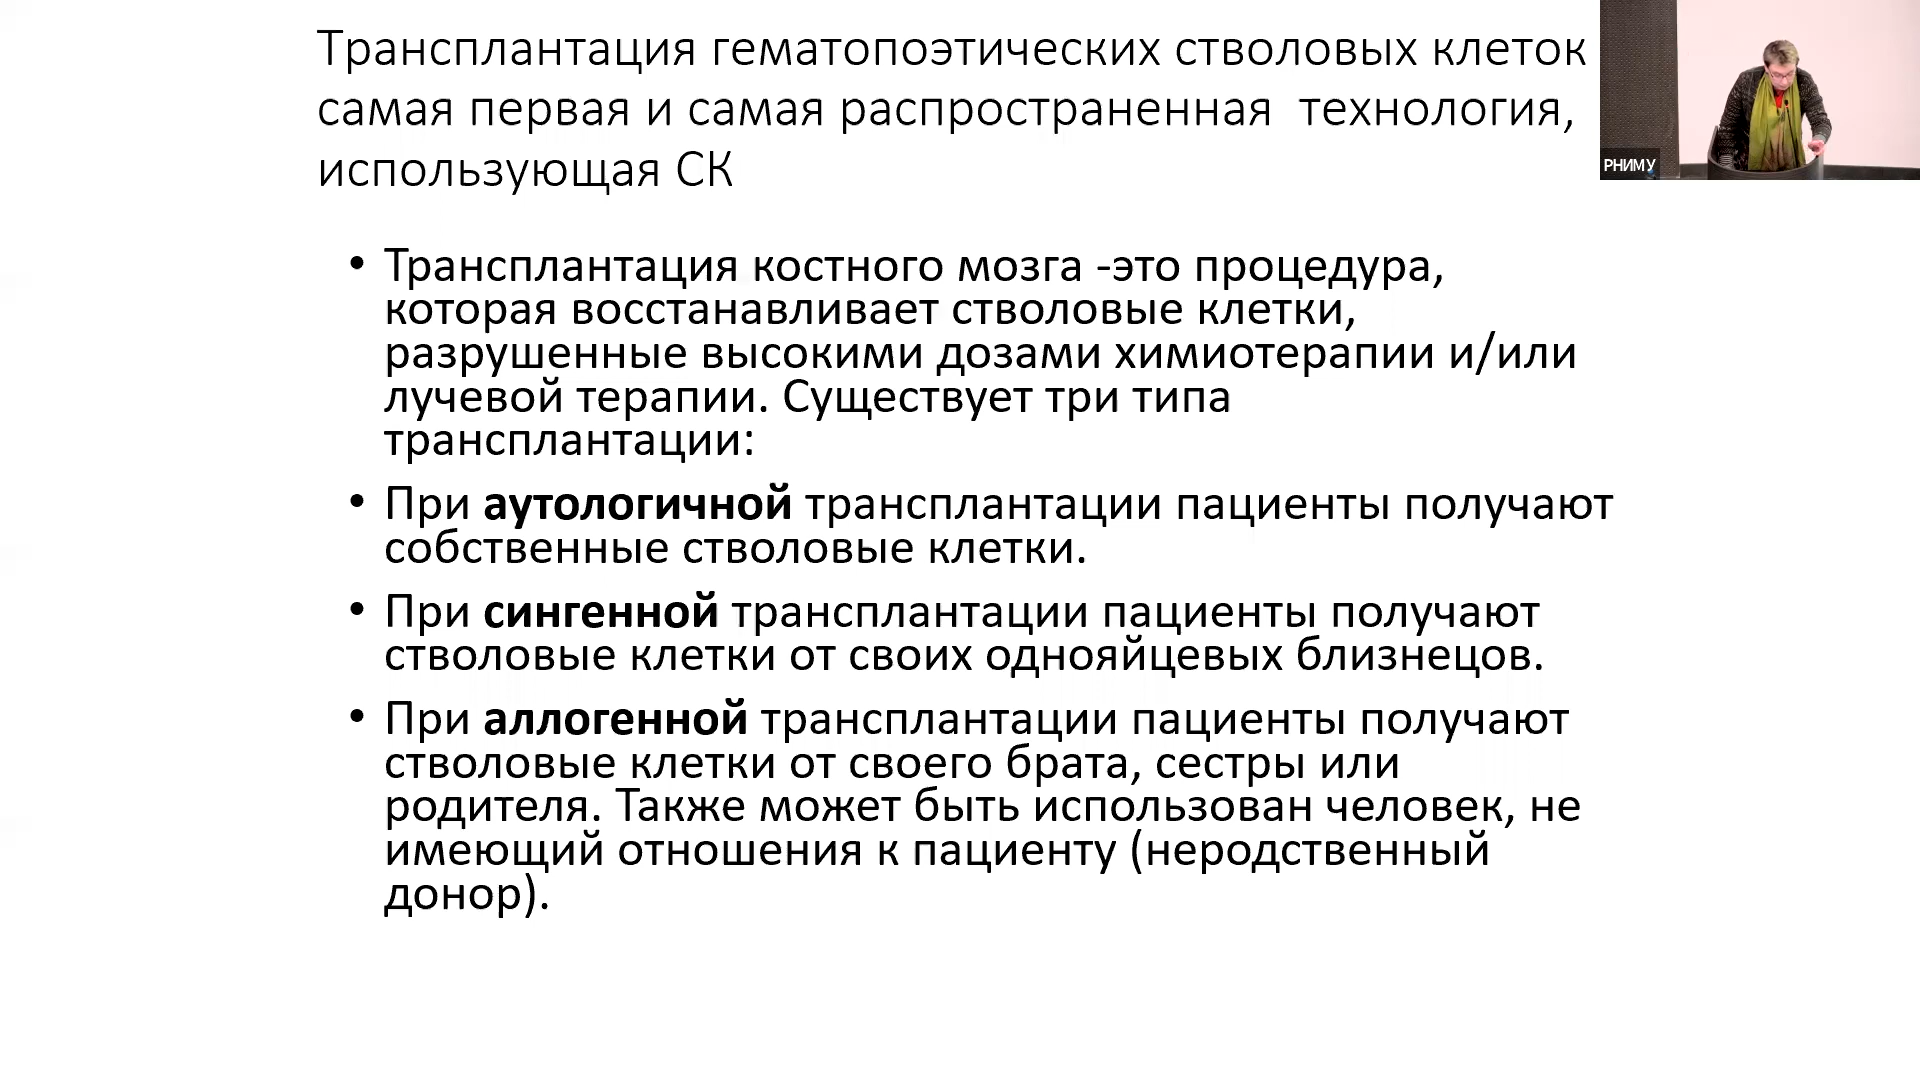 Трансплантация гематопоэтических стволовых клеток
самая первая и самая распространенная  технология,
использующая СК
РНИМУ
• Трансплантация костного мозга -это процедура,
которая восстанавливает стволовые клетки,
разрушенные высокими дозами химиотерапии и/или
лучевой терапии. Существует три типа
трансплантации:
• При аутологичной трансплантации пациенты получают
собственные стволовые клетки.
• При сингенной трансплантации пациенты получают
стволовые клетки от своих однояйцевых близнецов.
• При аллогенной трансплантации пациенты получают
стволовые клетки от своего брата, сестры или
родителя. Также может быть использован человек, не
имеющий отношения к пациенту (неродственный
донор).